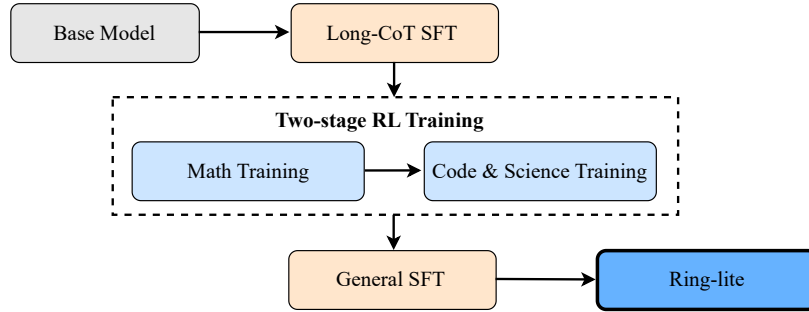 Base Model
Long-CoT SFT
Two-stage RL Training
Math Training
Code & Science Training
General SFT
Ring-lite